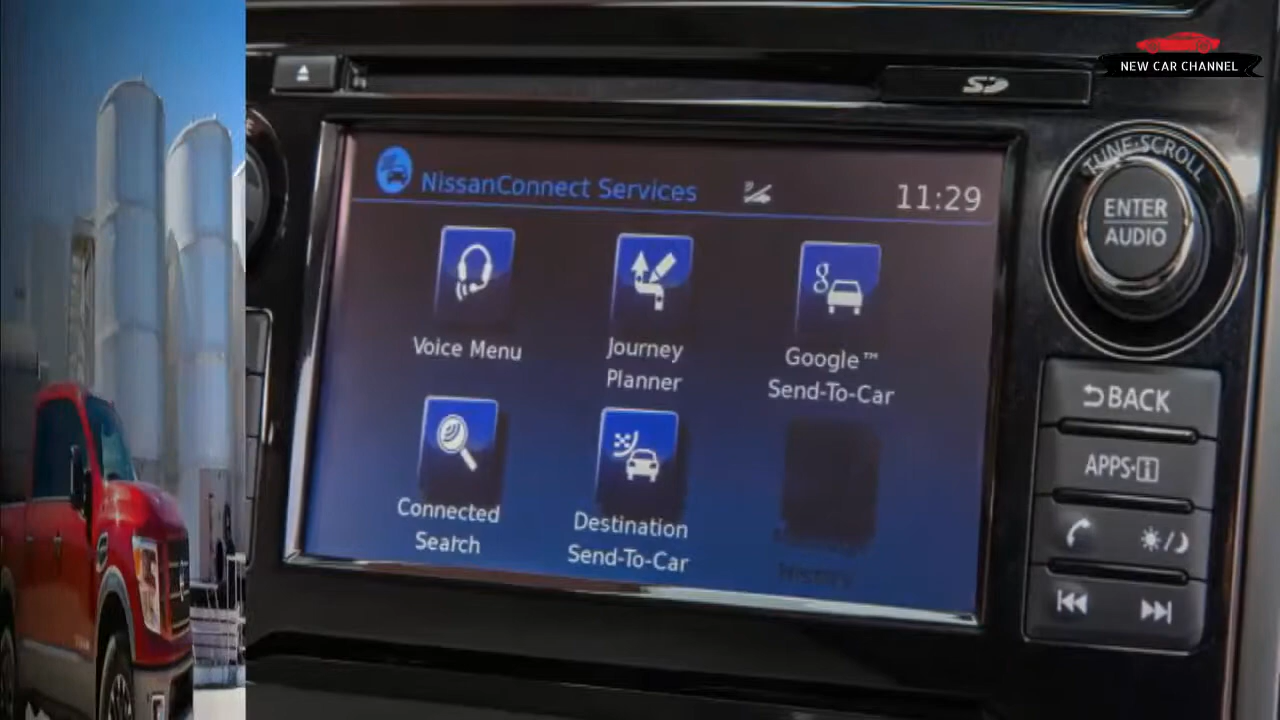 NEW CAR CHANNEL
SD
TUNE·SCROLL
NissanConnect Services
11:29
ENTER
AUDIO
Voice Menu
Journey
Planner
Google™
Send-To-Car
BACK
APPS·i
Connected
Search
Destination
Send-To-Car
History